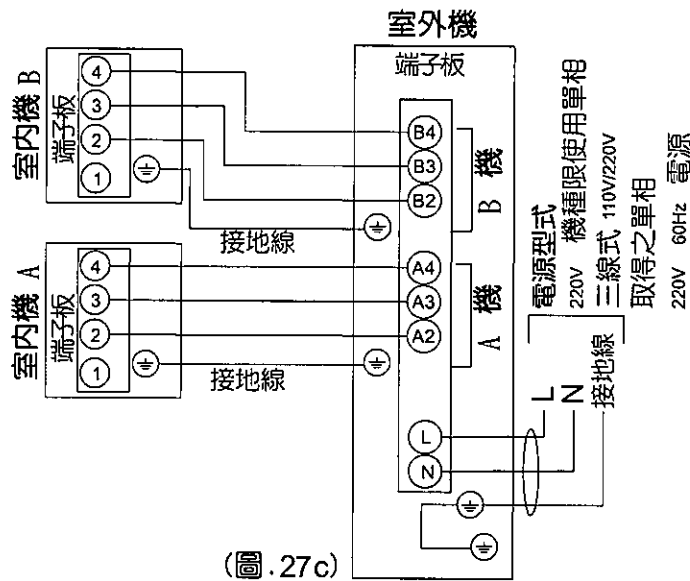 室外機
端子板
室內機 B
端子板
4
3
2
1
接地線
B4
B3
B2
B 機
室內機 A
端子板
4
3
2
1
接地線
A4
A3
A2
A 機
L
N
L
N
接地線
電源型式
220V 機種限使用單相
三線式 110V/220V
取得之單相
220V 60Hz 電源
(圖.27c)